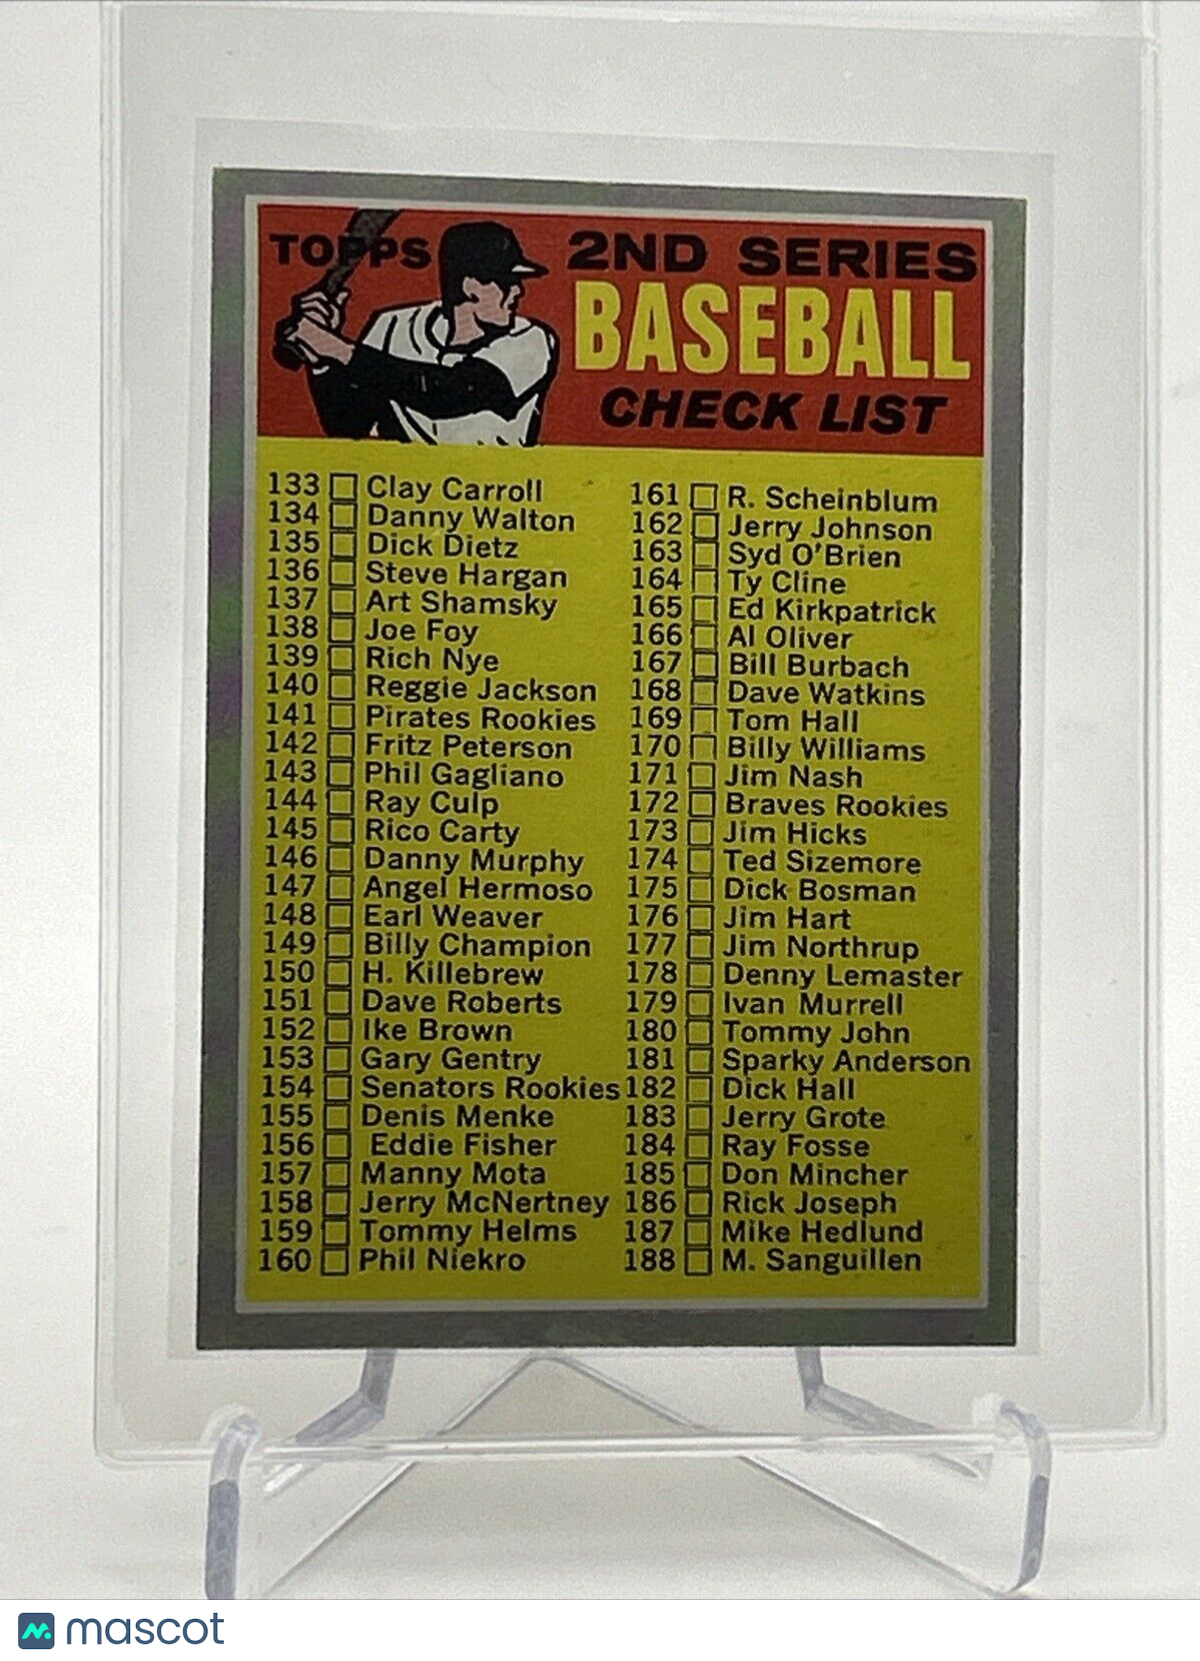 TOPPS
2ND SERIES
BASEBALL
CHECK LIST
133 Clay Carroll
134 Danny Walton
135 Dick Dietz
136 Steve Hargan
137 Art Shamsky
138 Joe Foy
139 Rich Nye
140 Reggie Jackson
141 Pirates Rookies
142 Fritz Peterson
143 Phil Gagliano
144 Ray Culp
145 Rico Carty
146 Danny Murphy
147 Angel Hermoso
148 Earl Weaver
149 Billy Champion
150 H. Killebrew
151 Dave Roberts
152 Ike Brown
153 Gary Gentry
154 Senators Rookies
155 Denis Menke
156 Eddie Fisher
157 Manny Mota
158 Jerry McNertney
159 Tommy Helms
160 Phil Niekro
161 R. Scheinblum
162 Jerry Johnson
163 Syd O'Brien
164 Ty Cline
165 Ed Kirkpatrick
166 Al Oliver
167 Bill Burbach
168 Dave Watkins
169 Tom Hall
170 Billy Williams
171 Jim Nash
172 Braves Rookies
173 Jim Hicks
174 Ted Sizemore
175 Dick Bosman
176 Jim Hart
177 Jim Northrup
178 Denny Lemaster
179 Ivan Murrell
180 Tommy John
181 Sparky Anderson
182 Dick Hall
183 Jerry Grote
184 Ray Fosse
185 Don Mincher
186 Rick Joseph
187 Mike Hedlund
188 M. Sanguillen
mascot